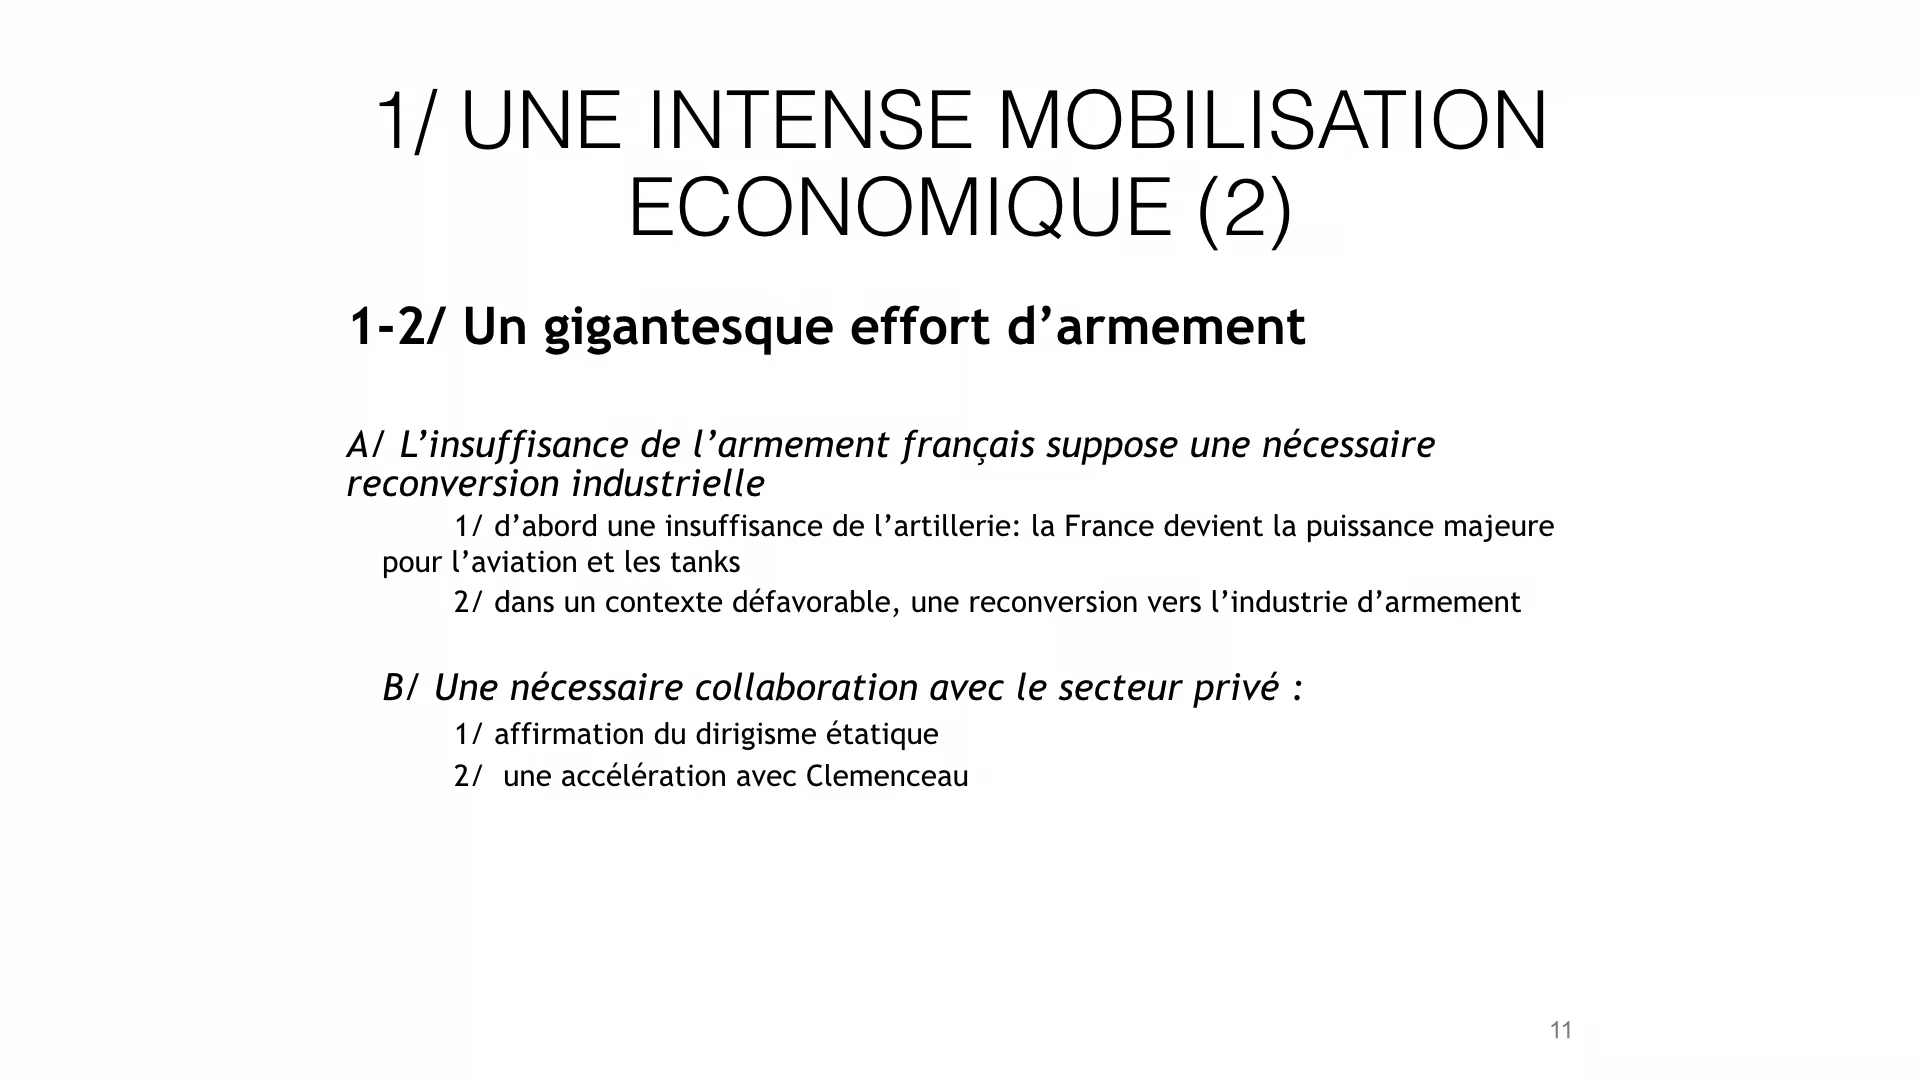 1/ UNE INTENSE MOBILISATION
ECONOMIQUE (2)
1-2/ Un gigantesque effort d’armement
A/ L’insuffisance de l’armement français suppose une nécessaire
reconversion industrielle
1/ d’abord une insuffisance de l’artillerie: la France devient la puissance majeure
pour l’aviation et les tanks
2/ dans un contexte défavorable, une reconversion vers l’industrie d’armement
B/ Une nécessaire collaboration avec le secteur privé :
1/ affirmation du dirigisme étatique
2/ une accélération avec Clemenceau
11